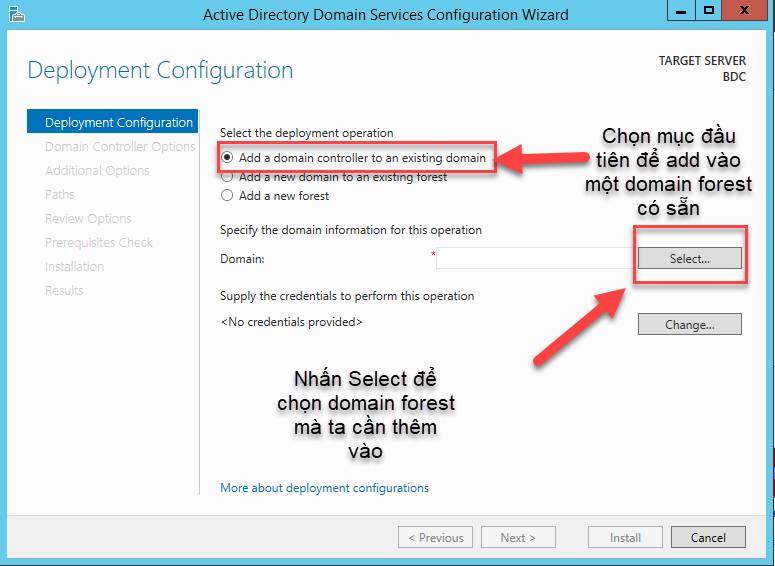 Active Directory Domain Services Configuration Wizard
Deployment Configuration
TARGET SERVER
BDC
Deployment Configuration
Domain Controller Options
Additional Options
Paths
Review Options
Prerequisites Check
Installation
Results
Select the deployment operation
Add a domain controller to an existing domain
Add a new domain to an existing forest
Add a new forest
Chọn mục đầu
tiên để add vào
một domain forest
có sẵn
Specify the domain information for this operation
Domain:
*
Select...
Supply the credentials to perform this operation
<No credentials provided>
Change...
Nhấn Select để
chọn domain forest
mà ta cần thêm
vào
More about deployment configurations
< Previous
Next >
Install
Cancel